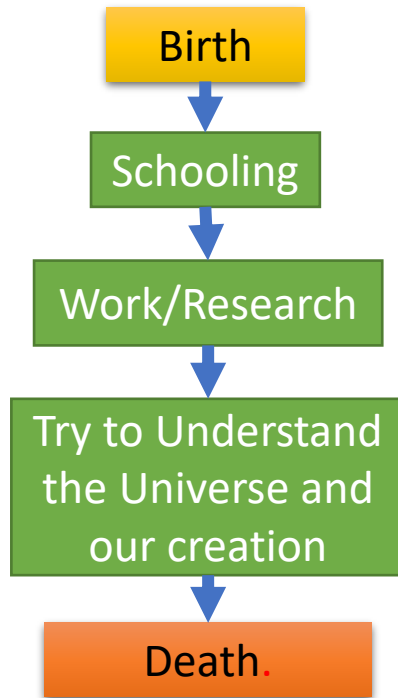 Birth
Schooling
Work/Research
Try to Understand
the Universe and
our creation
Death.